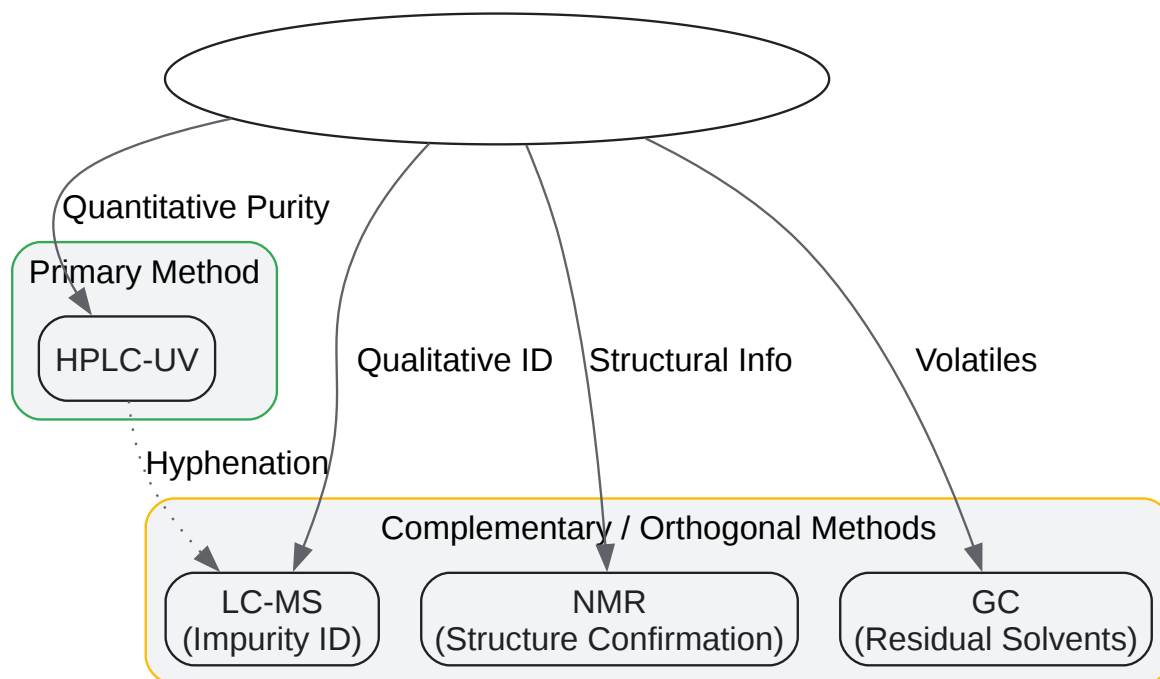 Quantitative Purity
Primary Method
HPLC-UV
Qualitative ID
Structural Info
Volatiles
Hyphenation
Complementary / Orthogonal Methods
LC-MS
(Impurity ID)
NMR
(Structure Confirmation)
GC
(Residual Solvents)